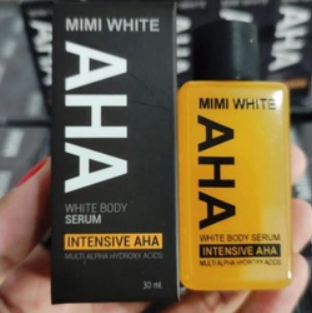 MIMI WHITE
AHA
WHITE BODY
SERUM
INTENSIVE AHA
MULTI ALPHA HYDROXY ACIDS
30 ml.
MIMI WHITE
AHA
WHITE BODY SERUM
INTENSIVE AHA
MULTI ALPHA HYDROXY ACIDS